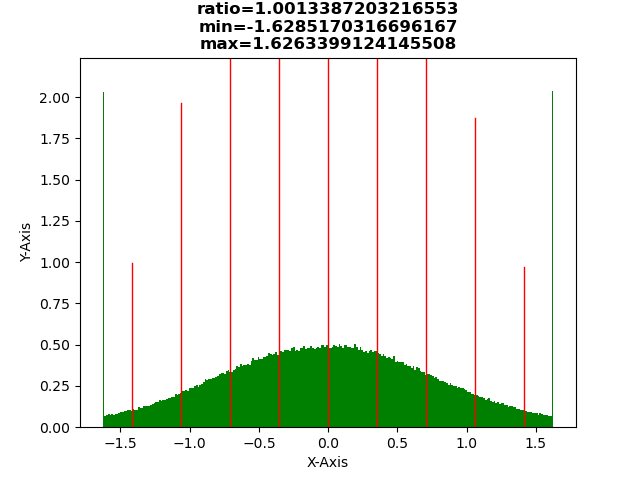 ratio=1.0013387203216553
min=-1.6285170316696167
max=1.6263399124145508
2.00
1.75
1.50
1.25
1.00
0.75
0.50
0.25
0.00
Y-Axis
−1.5 −1.0 −0.5 0.0 0.5 1.0 1.5
X-Axis